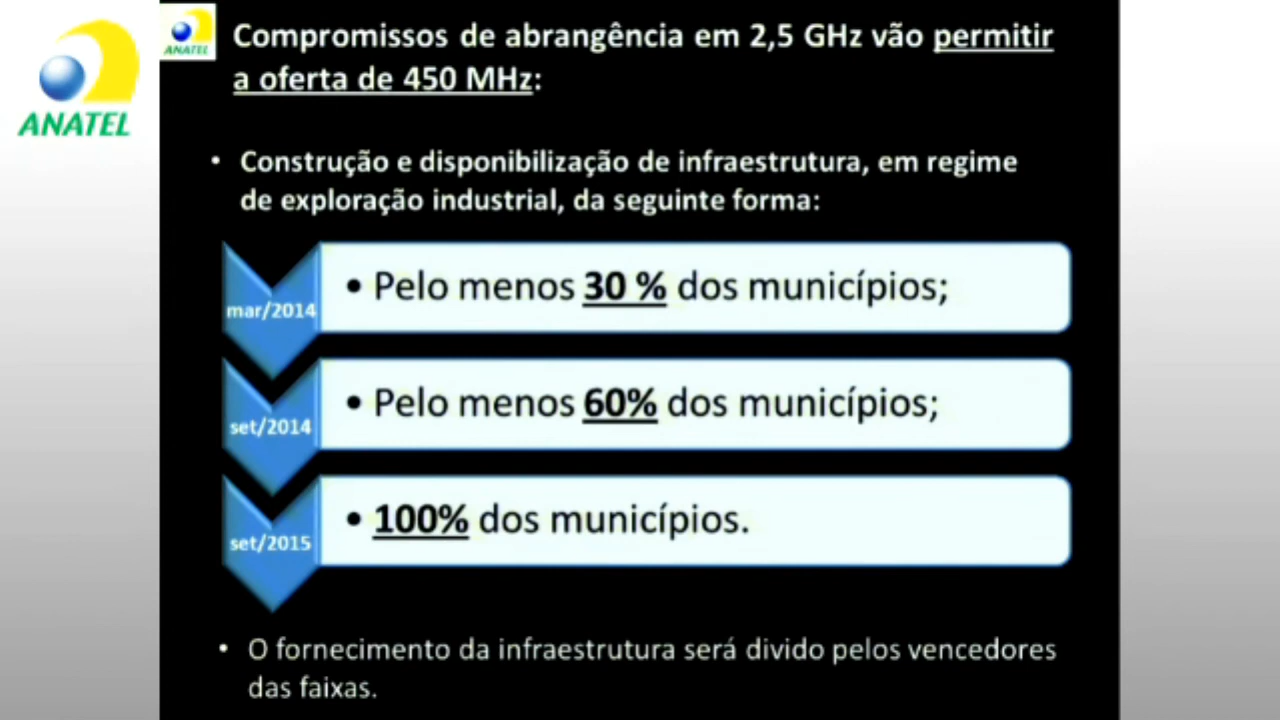 ANATEL
ANATEL
Compromissos de abrangência em 2,5 GHz vão permitir
a oferta de 450 MHz:
• Construção e disponibilização de infraestrutura, em regime
de exploração industrial, da seguinte forma:
mar/2014
• Pelo menos 30 % dos municípios;
set/2014
• Pelo menos 60% dos municípios;
set/2015
• 100% dos municípios.
• O fornecimento da infraestrutura será divido pelos vencedores
das faixas.